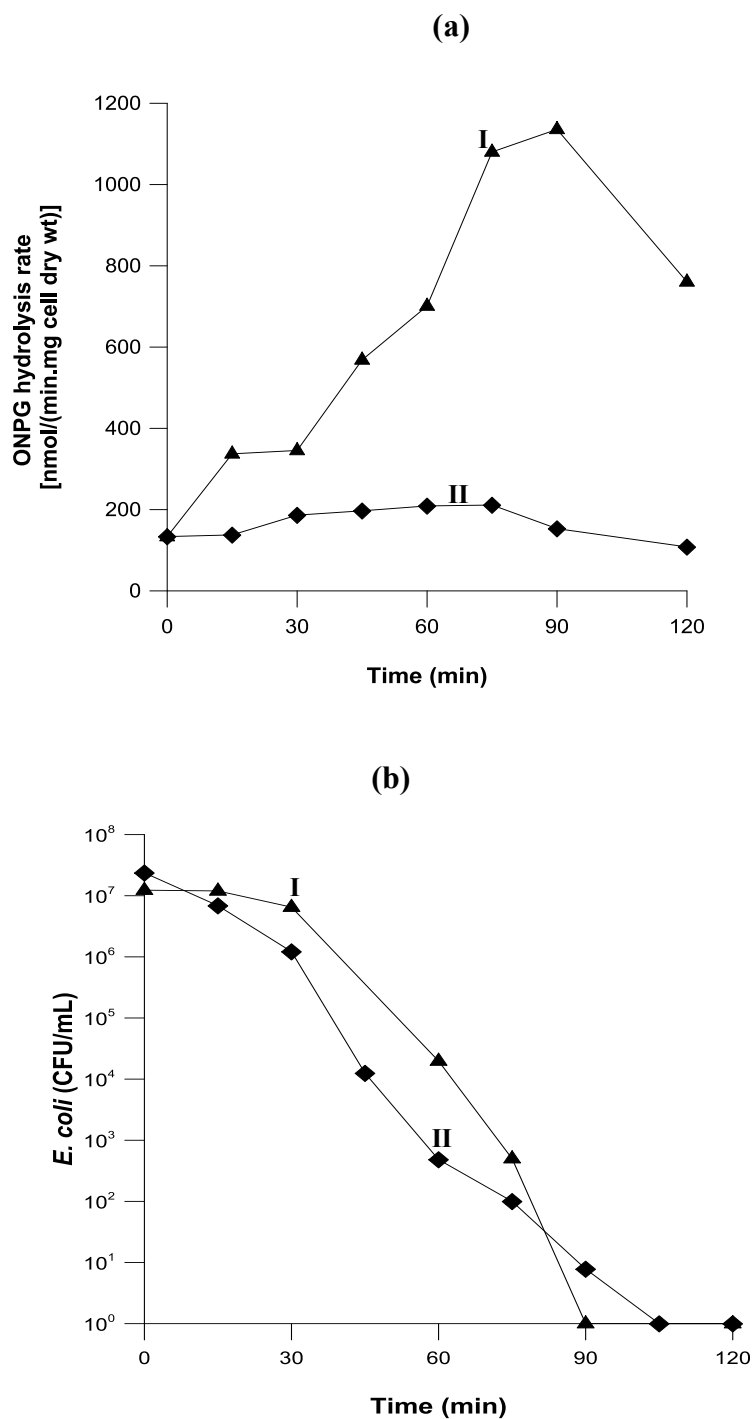 (a)
1200
1000
800
600
400
200
0
ONPG hydrolysis rate
[nmol/(min.mg cell dry wt)]
I
II
0 30 60 90 120
Time (min)
(b)
10⁸
10⁷
10⁶
10⁵
10⁴
10³
10²
10¹
10⁰
E. coli (CFU/mL)
I
II
0 30 60 90 120
Time (min)